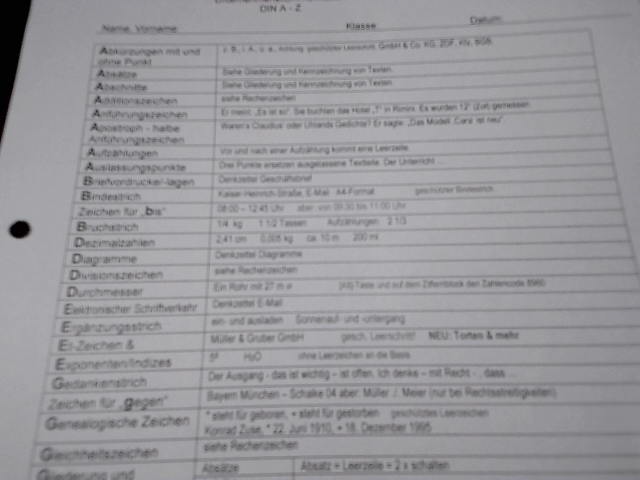 DIN A - Z
Name, Vorname: Klasse: Datum:
Abkürzungen mit und ohne Punkt z. B., i. A., u. a., Achtung: geschütztes Leerzeichen, GmbH & Co. KG, ZDF, Kfz, BGB,
Absätze Siehe Gliederung und Kennzeichnung von Texten.
Abschnitte Siehe Gliederung und Kennzeichnung von Texten.
Additionszeichen siehe Rechenzeichen
Anführungszeichen Er meint: „Es ist so“. Sie buchten das Hotel in Rimini. Es wurden 12" (Zoll) gemessen.
Apostroph - halbe Anführungszeichen Waren's Claudius' oder Uhlands Gedichte? Er sagte: „Das Modell ist neu“
Aufzählungen Vor und nach einer Aufzählung kommt eine Leerzeile.
Auslassungspunkte Drei Punkte ersetzen ausgelassene Textteile. Der Unterricht ...
Briefvordrucke/-lagen Denkzettel Geschäftsbrief
Bindestrich Kaiser-Heinrich-Straße, E-Mail A4-Format geschützter Bindestrich
Zeichen für „bis“ 08:00 – 12:45 Uhr aber: von 09:30 bis 11:00 Uhr
Bruchstrich 1/4 kg 1 1/2 Tassen Aufzählungen: 2 1/3
Dezimalzahlen 2,41 cm 0,005 kg ca. 10 m 200 ml
Diagramme Denkzettel Diagramme
Divisionszeichen siehe Rechenzeichen
Durchmesser Ein Rohr mit 27 m ø [Alt]-Taste und auf dem Ziffernblock den Zahlencode
Elektronischer Schriftverkehr Denkzettel E-Mail
Ergänzungsstrich ein- und ausladen Sonnenauf- und -untergang
Et-Zeichen & Müller & Gruber GmbH gesch. Leerschritt! NEU: Torten & mehr
Exponenten/Indizes H₂O ohne Leerzeichen an die Basis
Gedankenstrich Der Ausgang - das ist wichtig – ist offen. Ich denke – mit Recht - , dass ...
Zeichen für „gegen“ Bayern München – Schalke 04 aber: Müller ./. Meier (nur bei Rechtsstreitigkeiten)
Genealogische Zeichen * steht für geboren, + steht für gestorben geschütztes Leerzeichen
Konrad Zuse, * 22. Juni 1910, + 18. Dezember 1995
Gleichheitszeichen siehe Rechenzeichen
Gliederung und Absätze Absatz = Leerzeile = 2 x schalten